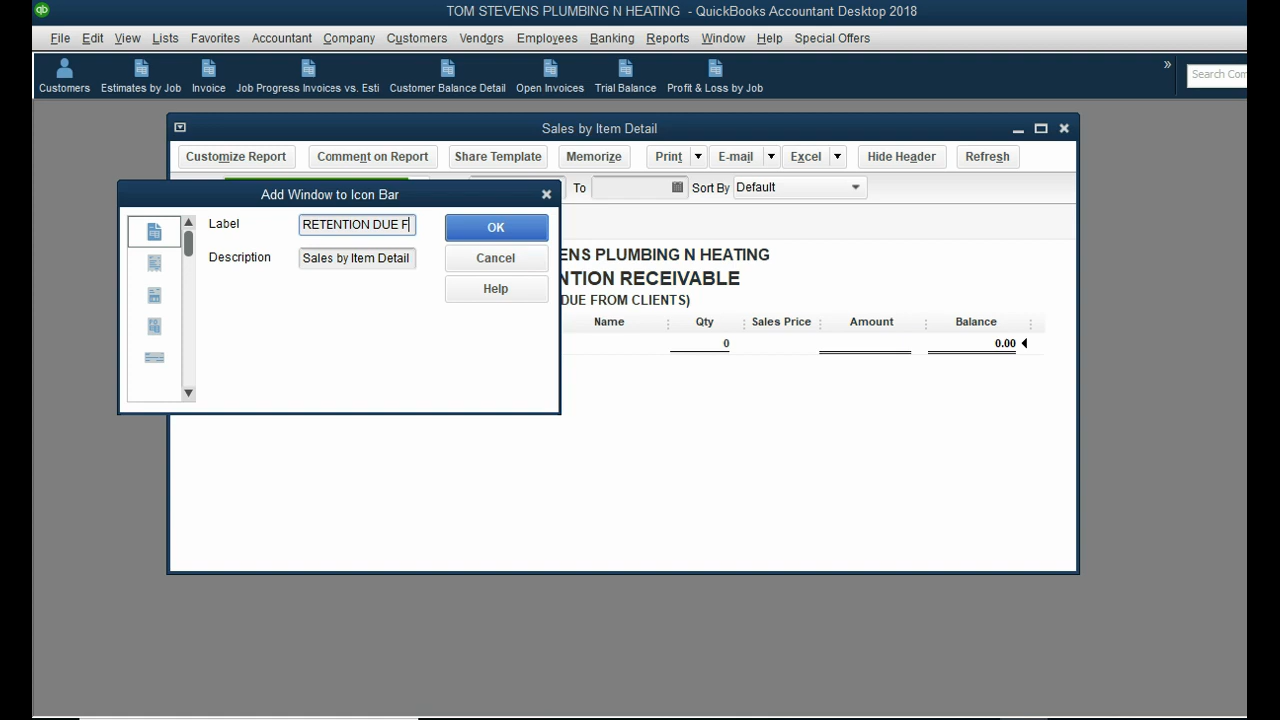 qb
TOM STEVENS PLUMBING N HEATING - QuickBooks Accountant Desktop 2018
File Edit View Lists Favorites Accountant Company Customers Vendors Employees Banking Reports Window Help Special Offers
Customers Estimates by Job Invoice Job Progress Invoices vs. Esti Customer Balance Detail Open Invoices Trial Balance Profit & Loss by Job » Search Com
Sales by Item Detail
Customize Report Comment on Report Share Template Memorize Print E-mail Excel Hide Header Refresh
To Sort By Default
Add Window to Icon Bar
Label RETENTION DUE F OK
Description Sales by Item Detail Cancel
Help
ENS PLUMBING N HEATING
NTION RECEIVABLE
DUE FROM CLIENTS)
Name Qty Sales Price Amount Balance
0 0.00